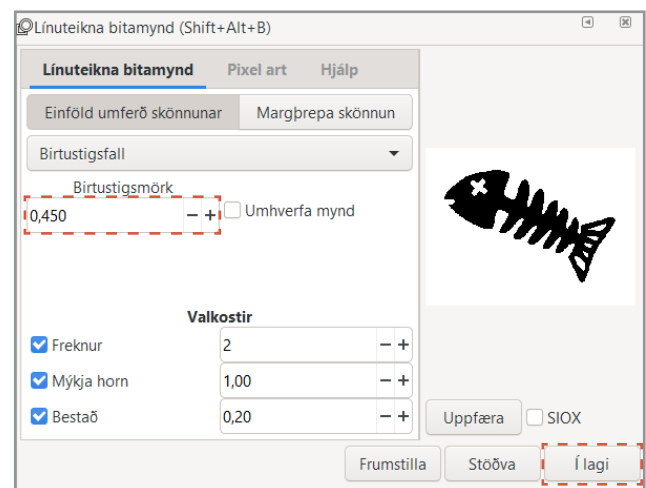 Línuteikna bitamynd (Shift+Alt+B)
Línuteikna bitamynd Pixel art Hjálp
Einföld umferð skönnunar Margþrepa skönnun
Birtustigsfall
Birtustigsmörk
0,450 − + Umhverfa mynd
Valkostir
Freknur 2 − +
Mýkja horn 1,00 − +
Bestað 0,20 − +
Uppfæra SIOX
Frumstilla Stöðva Í lagi